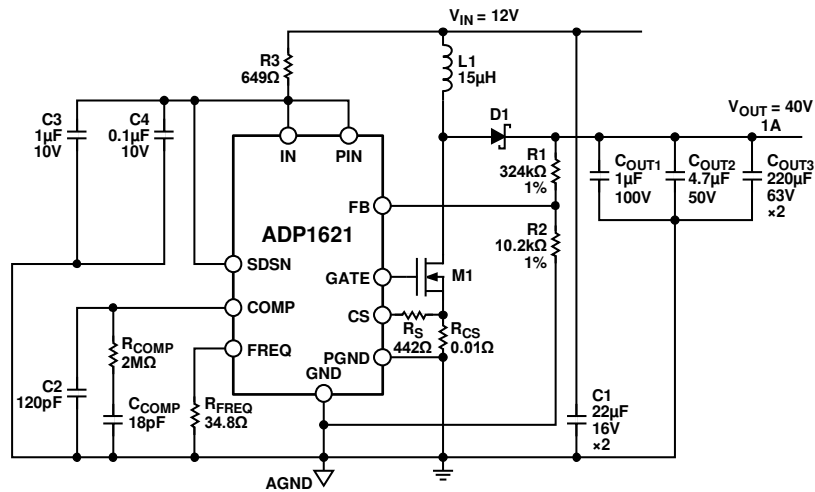 V_IN = 12V
R3
649Ω
L1
15µH
C3
1µF
10V
C4
0.1µF
10V
D1
V_OUT = 40V
1A
IN
PIN
R1
324kΩ
1%
C_OUT1
1µF
100V
C_OUT2
4.7µF
50V
C_OUT3
220µF
63V
×2
FB
ADP1621
R2
10.2kΩ
1%
SDSN
GATE
M1
COMP
CS
R_S
442Ω
R_CS
0.01Ω
R_COMP
2MΩ
FREQ
PGND
GND
C2
120pF
C_COMP
18pF
R_FREQ
34.8Ω
C1
22µF
16V
×2
AGND